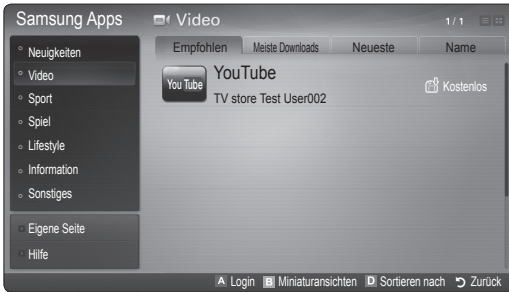 Samsung Apps
Video
1 / 1
Empfohlen
Meiste Downloads
Neueste
Name
Neuigkeiten
Video
Sport
Spiel
Lifestyle
Information
Sonstiges
Eigene Seite
Hilfe
You Tube
YouTube
TV store Test User002
Kostenlos
A Login B Miniaturansichten D Sortieren nach Zurück